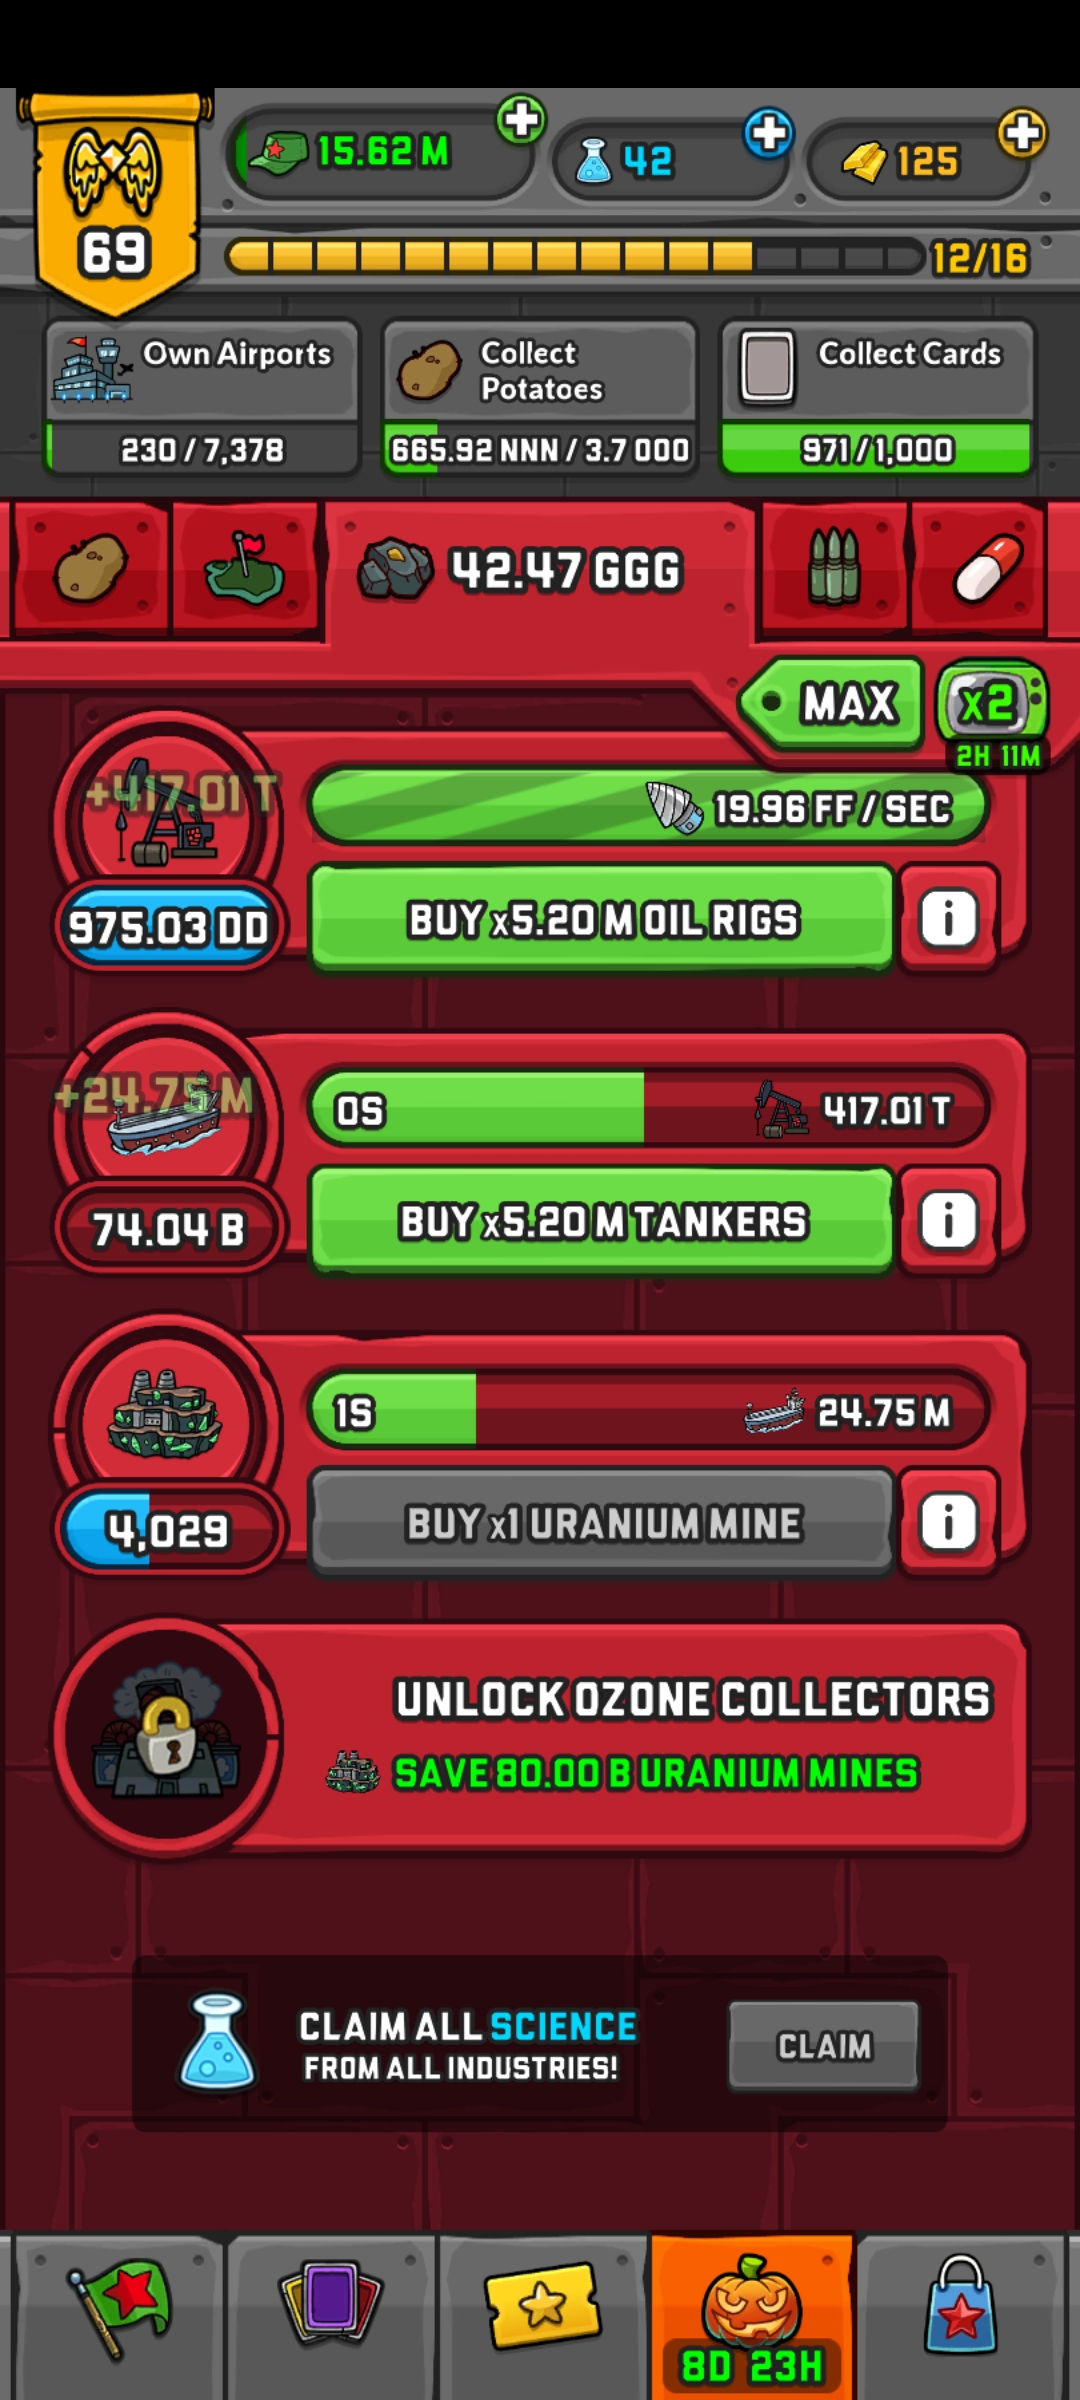 15.62 M
42
125
69
12/16
Own Airports
Collect
Potatoes
Collect Cards
230 / 7,378
665.92 NNN / 3.7 OOO
971 / 1,000
42.47 GGG
MAX
x2
2H 11M
+417.01 T
19.96 FF / SEC
975.03 DD
BUY x5.20 M OIL RIGS
i
+24.75 M
0S
417.01 T
74.04 B
BUY x5.20 M TANKERS
i
1S
24.75 M
4,029
BUY x1 URANIUM MINE
i
UNLOCK OZONE COLLECTORS
SAVE 80.00 B URANIUM MINES
CLAIM ALL SCIENCE
FROM ALL INDUSTRIES!
CLAIM
8D 23H